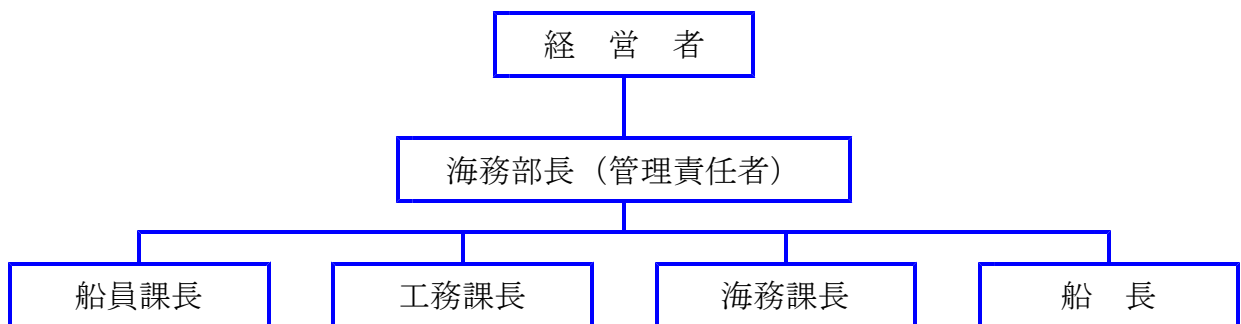 経　営　者
海務部長（管理責任者）
船員課長
工務課長
海務課長
船　長